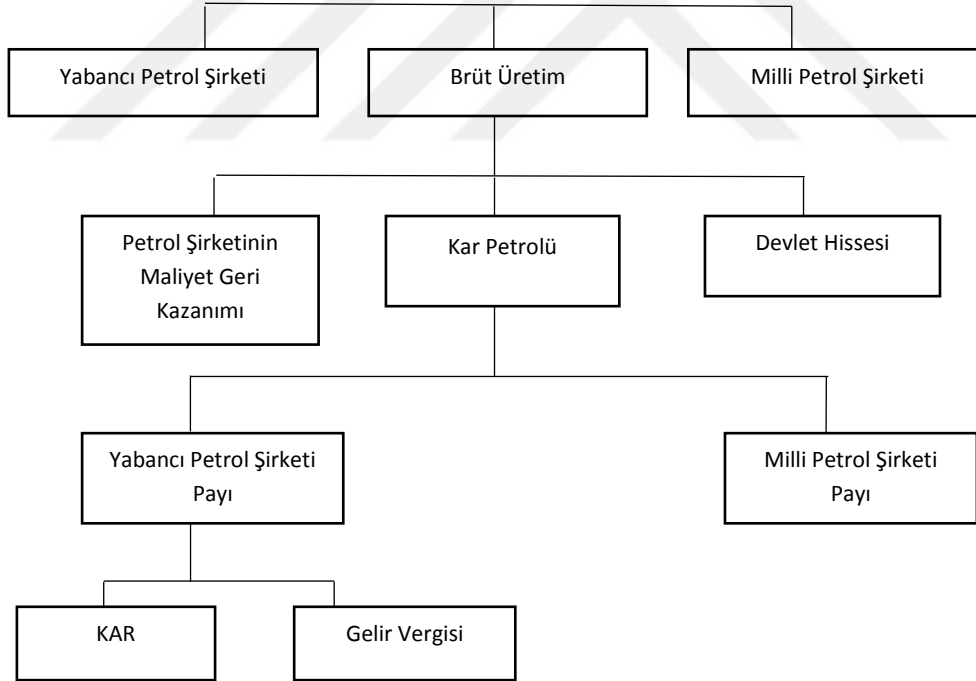 Yabancı Petrol Şirketi
Brüt Üretim
Milli Petrol Şirketi
Petrol Şirketinin
Maliyet Geri
Kazanımı
Kar Petrolü
Devlet Hissesi
Yabancı Petrol Şirketi
Payı
Milli Petrol Şirketi
Payı
KAR
Gelir Vergisi